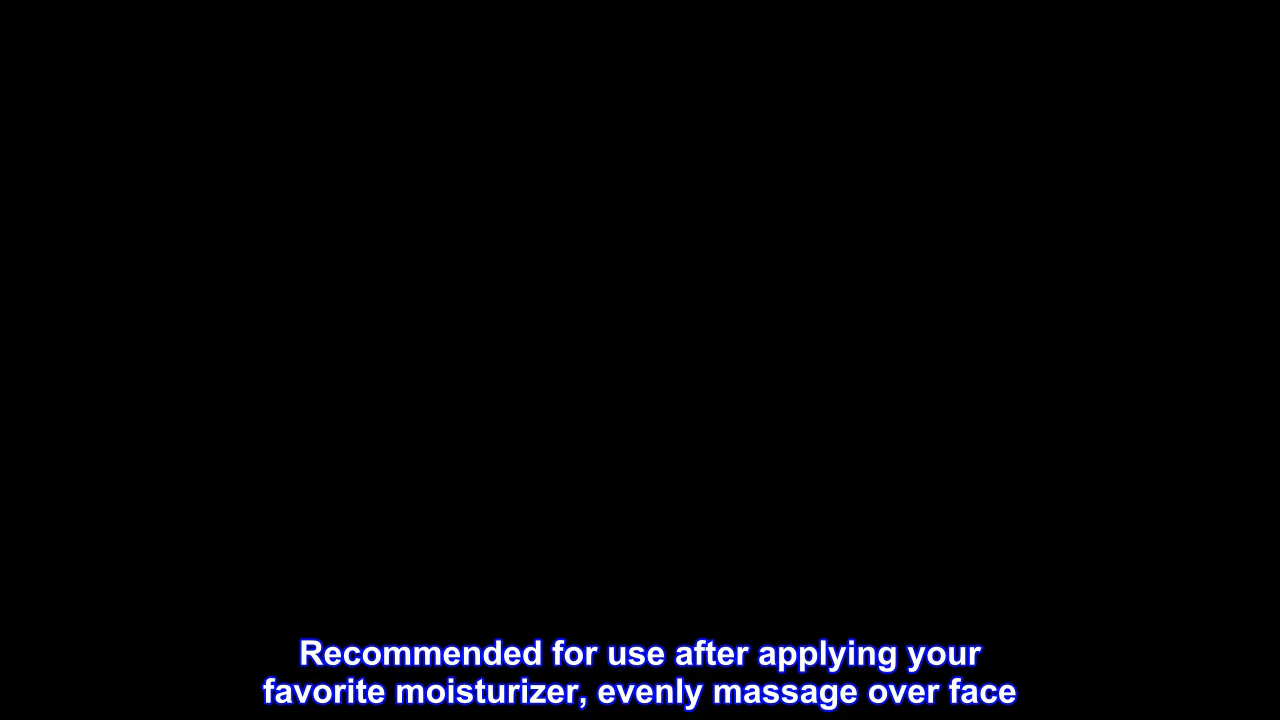 Recommended for use after applying your
favorite moisturizer, evenly massage over face